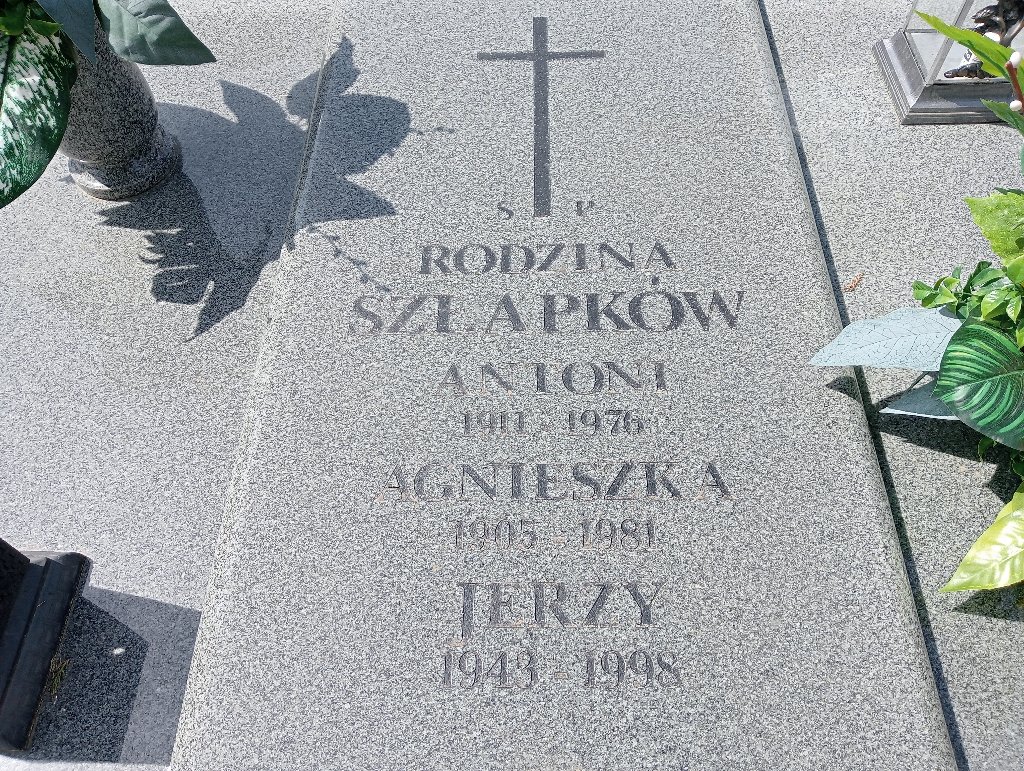 Ś P
RODZINA
SZŁAPKÓW
ANTONI
1911 - 1976
AGNIESZKA
1905 - 1981
JERZY
1943 - 1998